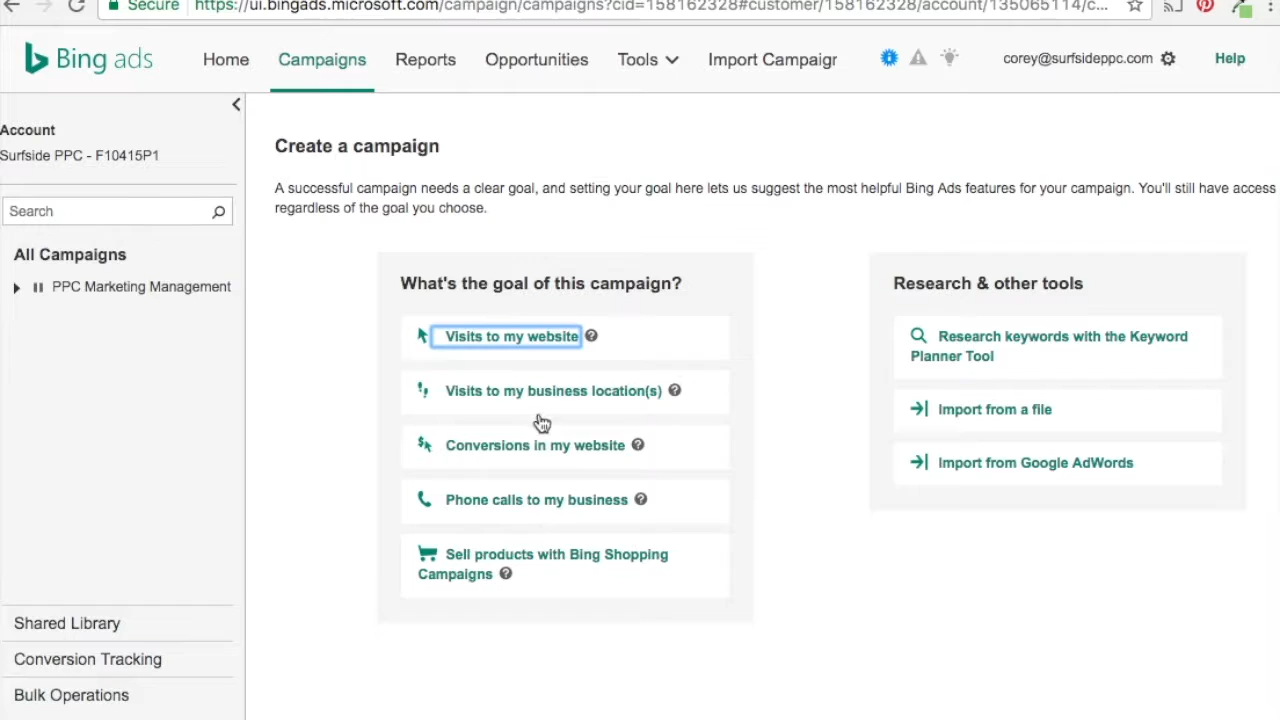 Secure
https://ui.bingads.microsoft.com/campaign/campaigns?cid=158162328#customer/158162328/account/135065114/c...
Bing ads
Home
Campaigns
Reports
Opportunities
Tools
Import Campaigr
corey@surfsideppc.com
Help
Account
Surfside PPC - F10415P1
Search
All Campaigns
PPC Marketing Management
Shared Library
Conversion Tracking
Bulk Operations
Create a campaign
A successful campaign needs a clear goal, and setting your goal here lets us suggest the most helpful Bing Ads features for your campaign. You'll still have access
regardless of the goal you choose.
What's the goal of this campaign?
Visits to my website
Visits to my business location(s)
Conversions in my website
Phone calls to my business
Sell products with Bing Shopping
Campaigns
Research & other tools
Research keywords with the Keyword
Planner Tool
Import from a file
Import from Google AdWords